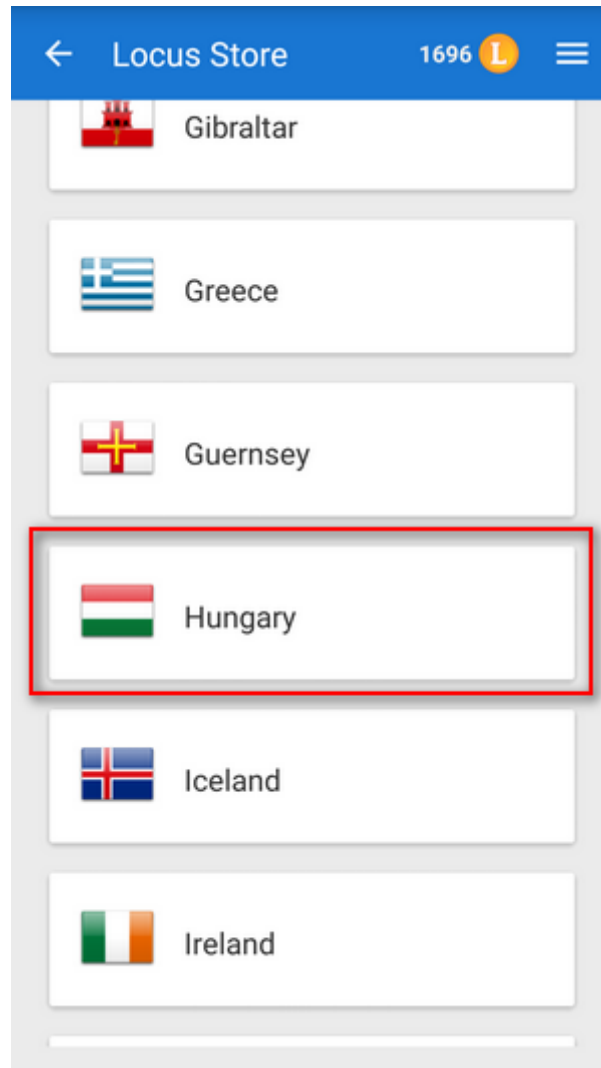 Locus Store 1696 L
Gibraltar
Greece
Guernsey
Hungary
Iceland
Ireland